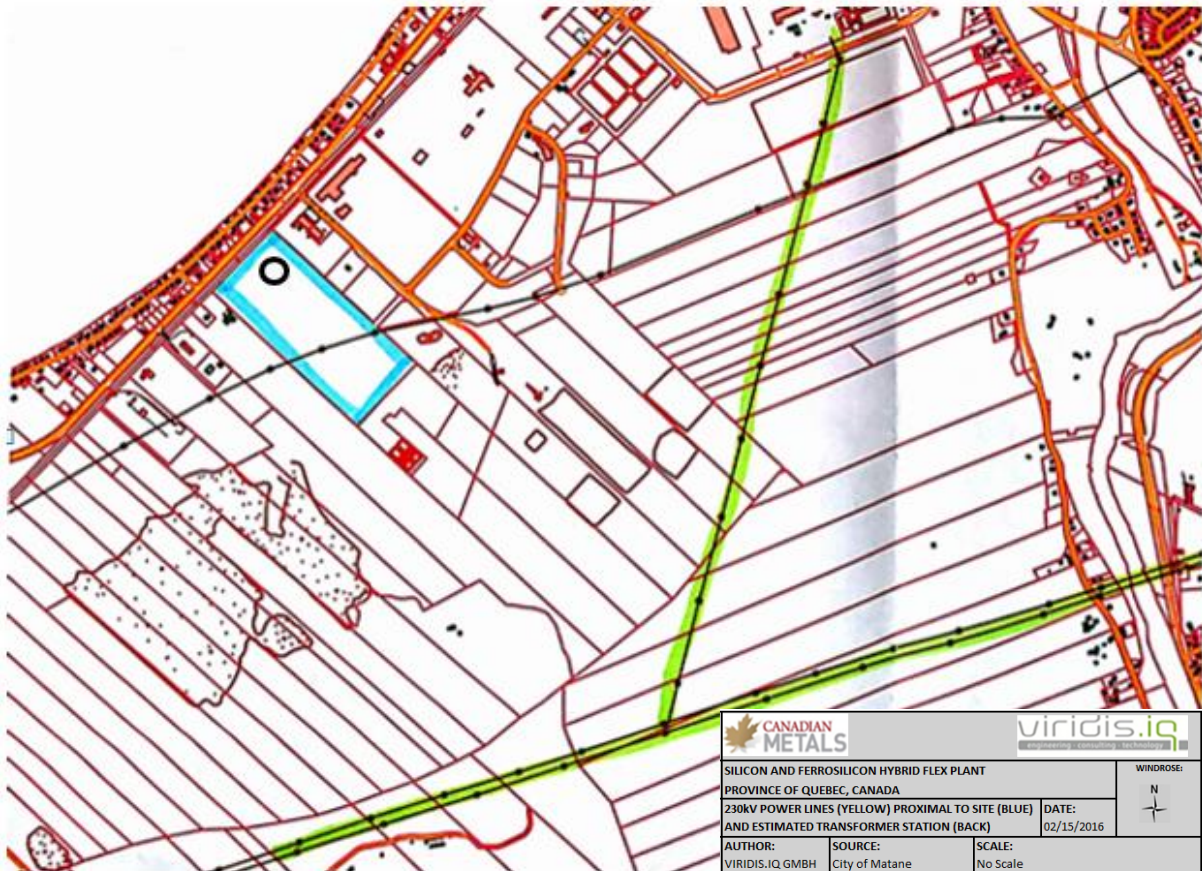 CANADIAN
METALS
viridis.iq
engineering · consulting · technology
SILICON AND FERROSILICON HYBRID FLEX PLANT
PROVINCE OF QUEBEC, CANADA
WINDROSE:
N
230kV POWER LINES (YELLOW) PROXIMAL TO SITE (BLUE)
AND ESTIMATED TRANSFORMER STATION (BACK)
DATE:
02/15/2016
AUTHOR:
VIRIDIS.IQ GMBH
SOURCE:
City of Matane
SCALE:
No Scale